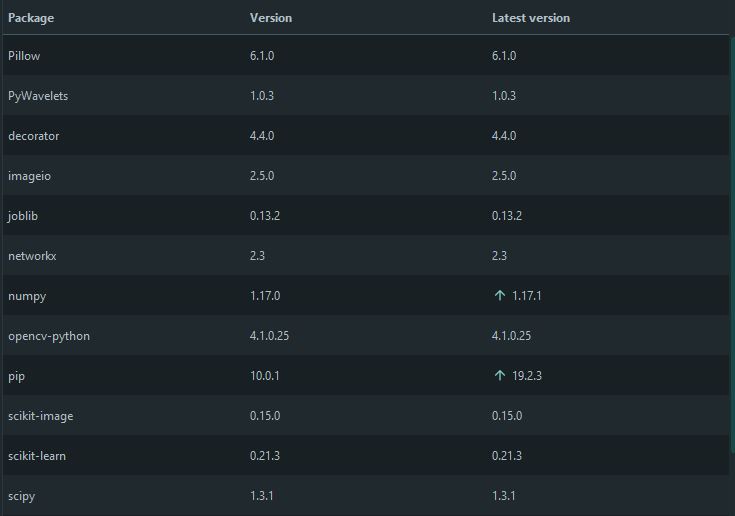 Package Version Latest version
Pillow 6.1.0 6.1.0
PyWavelets 1.0.3 1.0.3
decorator 4.4.0 4.4.0
imageio 2.5.0 2.5.0
joblib 0.13.2 0.13.2
networkx 2.3 2.3
numpy 1.17.0 ↑ 1.17.1
opencv-python 4.1.0.25 4.1.0.25
pip 10.0.1 ↑ 19.2.3
scikit-image 0.15.0 0.15.0
scikit-learn 0.21.3 0.21.3
scipy 1.3.1 1.3.1